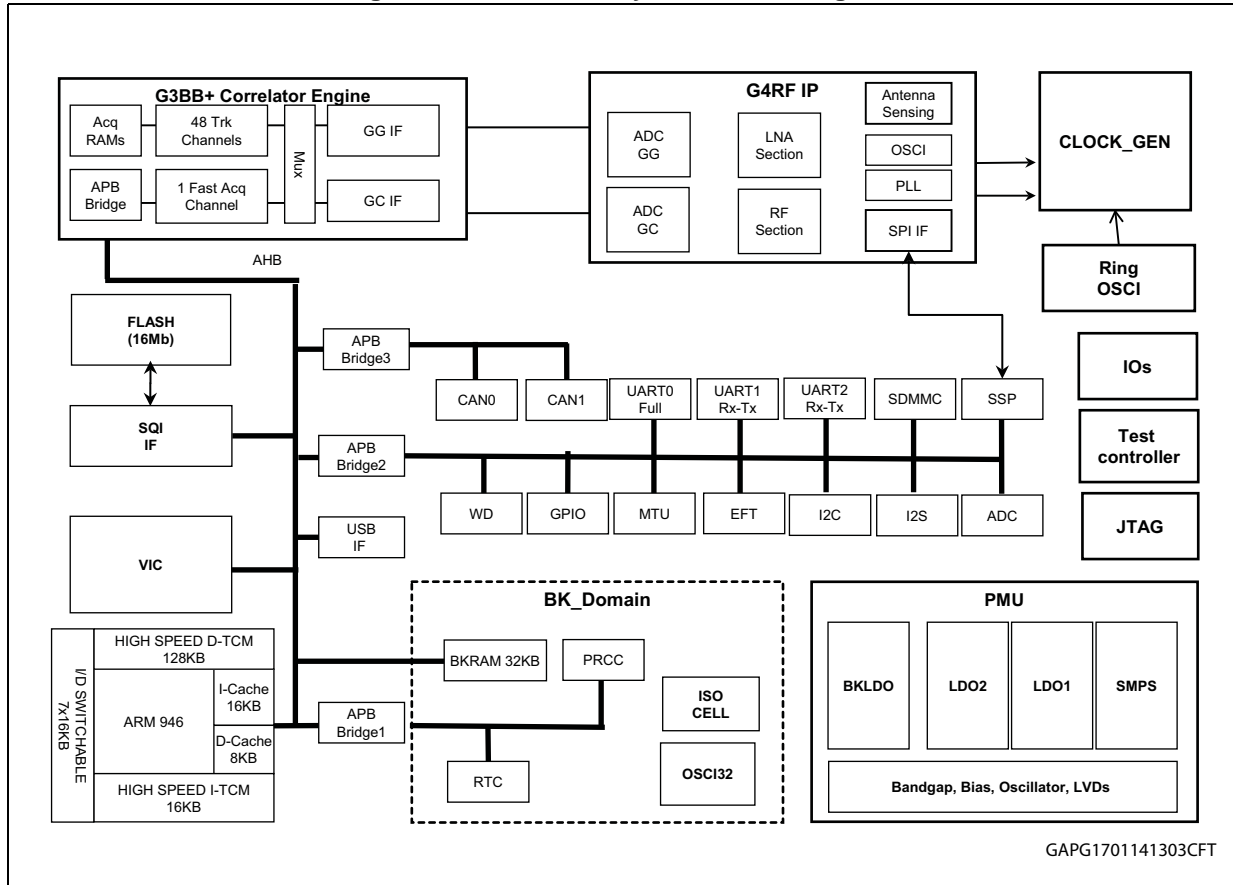 G3BB+ Correlator Engine
Acq
RAMs
48 Trk
Channels
Mux
GG IF
APB
Bridge
1 Fast Acq
Channel
GC IF
G4RF IP
ADC
GG
LNA
Section
Antenna
Sensing
OSCI
PLL
ADC
GC
RF
Section
SPI IF
CLOCK_GEN
Ring
OSCI
AHB
FLASH
(16Mb)
SQI
IF
APB
Bridge3
CAN0
CAN1
UART0
Full
UART1
Rx-Tx
UART2
Rx-Tx
SDMMC
SSP
IOs
Test
controller
JTAG
APB
Bridge2
WD
GPIO
MTU
EFT
I2C
I2S
ADC
VIC
USB
IF
BK_Domain
BKRAM 32KB
PRCC
ISO
CELL
APB
Bridge1
RTC
OSCI32
I/D SWITCHABLE
7x16KB
HIGH SPEED D-TCM
128KB
ARM 946
I-Cache
16KB
D-Cache
8KB
HIGH SPEED I-TCM
16KB
PMU
BKLDO
LDO2
LDO1
SMPS
Bandgap, Bias, Oscillator, LVDs
GAPG1701141303CFT